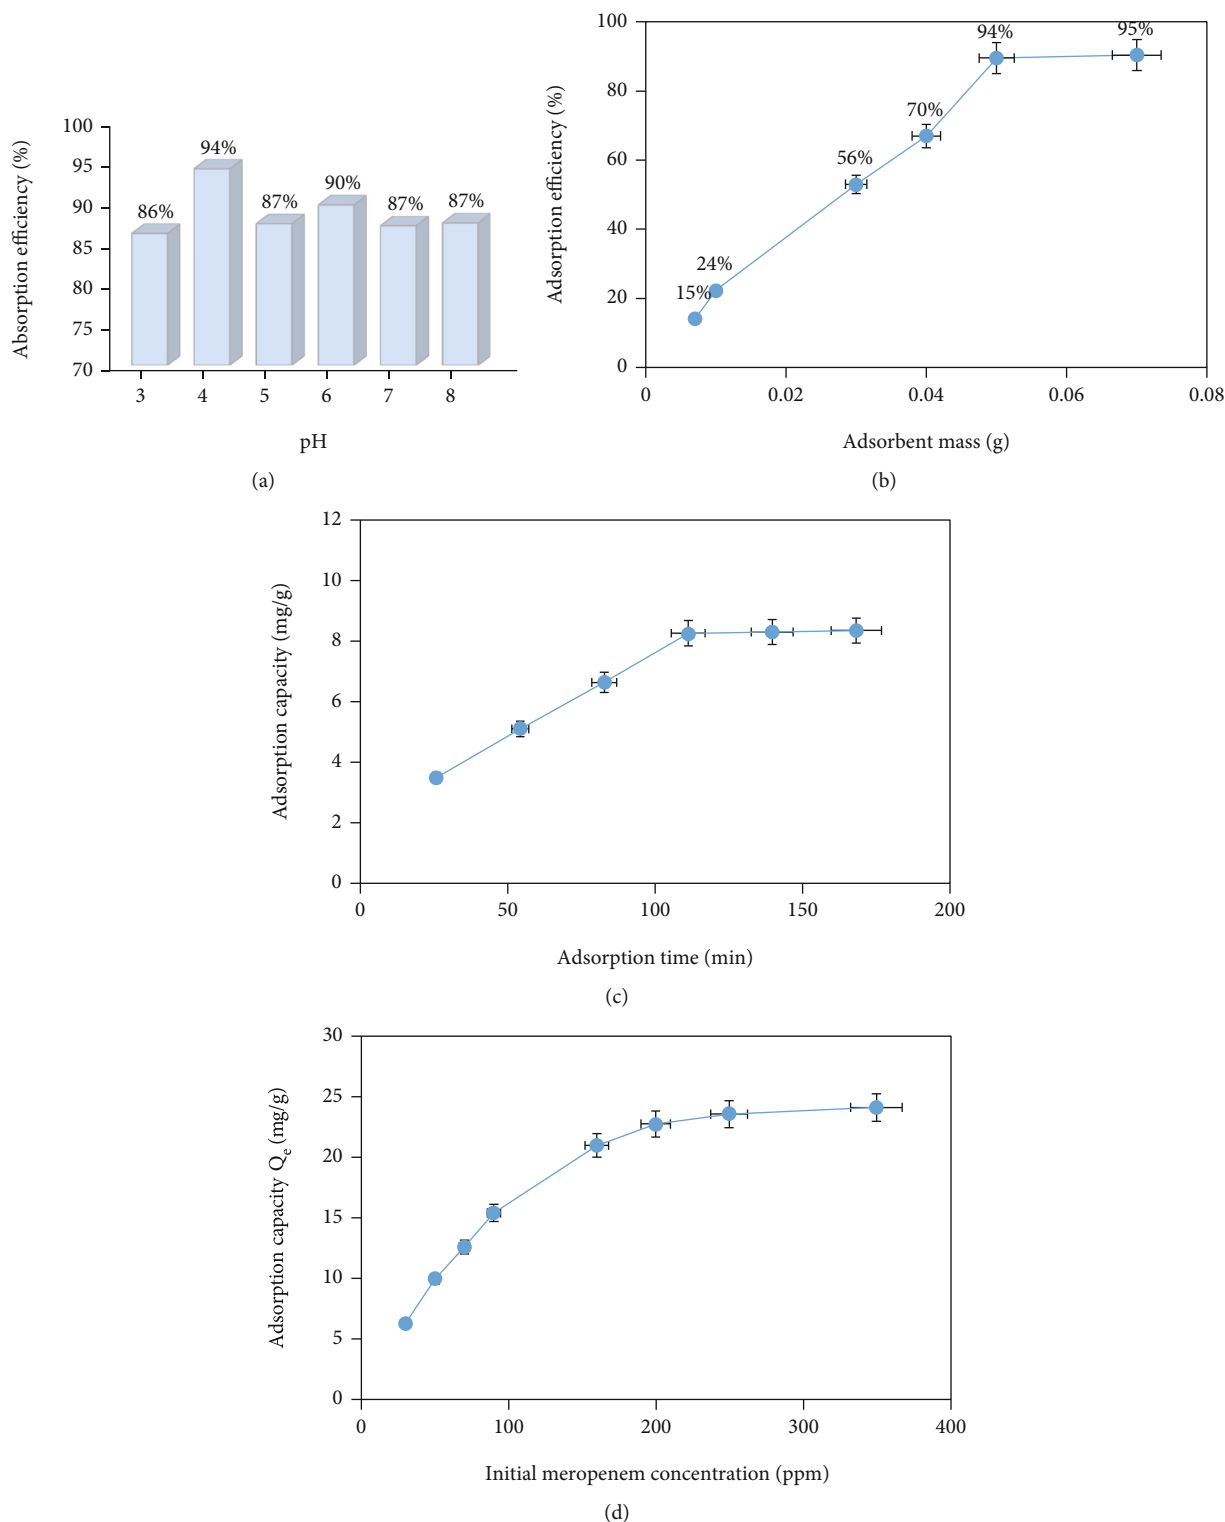 Absorption efficiency (%)
100
95
90
85
80
75
70
86%
94%
87%
90%
87%
87%
3 4 5 6 7 8
pH
(a)
Adsorption efficiency (%)
100
80
60
40
20
0
15%
24%
56%
70%
94%
95%
0 0.02 0.04 0.06 0.08
Adsorbent mass (g)
(b)
Adsorption capacity (mg/g)
12
10
8
6
4
2
0
0 50 100 150 200
Adsorption time (min)
(c)
Adsorption capacity Qe (mg/g)
30
25
20
15
10
5
0
0 100 200 300 400
Initial meropenem concentration (ppm)
(d)